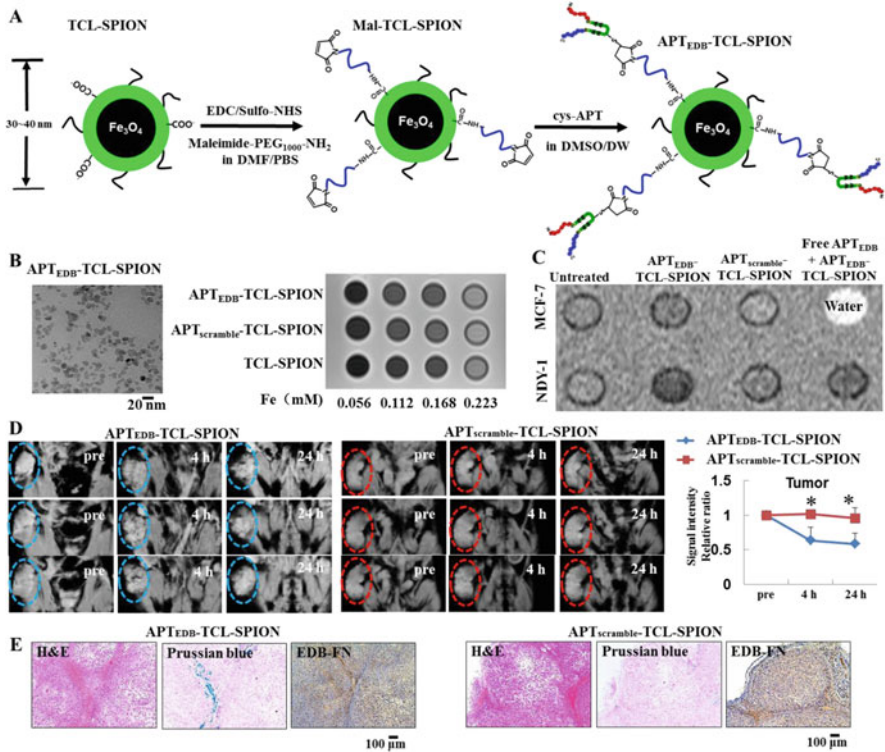 A
TCL-SPION
Mal-TCL-SPION
APTEDB-TCL-SPION
30~40 nm
COO-
COO-
COO-
Fe3O4
EDC/Sulfo-NHS
Maleimide-PEG1000-NH2
in DMF/PBS
Fe3O4
cys-APT
in DMSO/DW
Fe3O4
B
APTEDB-TCL-SPION
20 nm
APTEDB-TCL-SPION
APTscramble-TCL-SPION
TCL-SPION
Fe (mM)
0.056 0.112 0.168 0.223
C
Untreated
APTEDB-
TCL-SPION
APTscramble-
TCL-SPION
Free APTEDB
+ APTEDB-
TCL-SPION
MCF-7
Water
NDY-1
D
APTEDB-TCL-SPION
pre 4 h 24 h
pre 4 h 24 h
pre 4 h 24 h
APTscramble-TCL-SPION
pre 4 h 24 h
pre 4 h 24 h
pre 4 h 24 h
APTEDB-TCL-SPION
APTscramble-TCL-SPION
Tumor
* *
Signal intensity
Relative ratio
1.5
1
0.5
0
pre 4 h 24 h
E
APTEDB-TCL-SPION
H&E
Prussian blue
EDB-FN
100 µm
APTscramble-TCL-SPION
H&E
Prussian blue
EDB-FN
100 µm